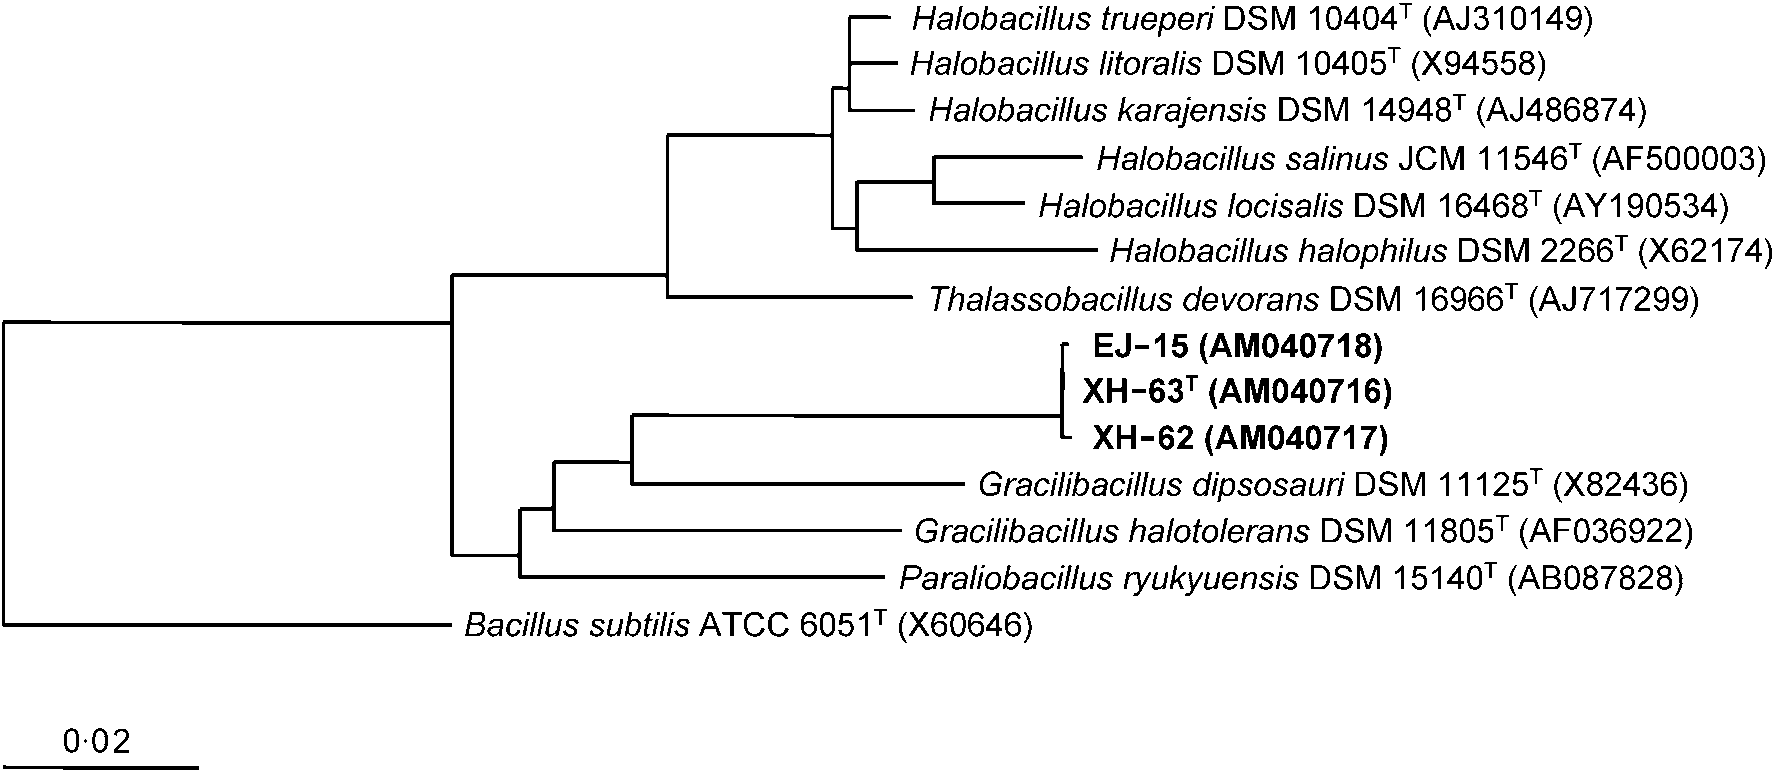 Halobacillus trueperi DSM 10404ᵀ (AJ310149)
Halobacillus litoralis DSM 10405ᵀ (X94558)
Halobacillus karajensis DSM 14948ᵀ (AJ486874)
Halobacillus salinus JCM 11546ᵀ (AF500003)
Halobacillus locisalis DSM 16468ᵀ (AY190534)
Halobacillus halophilus DSM 2266ᵀ (X62174)
Thalassobacillus devorans DSM 16966ᵀ (AJ717299)
EJ-15 (AM040718)
XH-63ᵀ (AM040716)
XH-62 (AM040717)
Gracilibacillus dipsosauri DSM 11125ᵀ (X82436)
Gracilibacillus halotolerans DSM 11805ᵀ (AF036922)
Paraliobacillus ryukyuensis DSM 15140ᵀ (AB087828)
Bacillus subtilis ATCC 6051ᵀ (X60646)
0·02